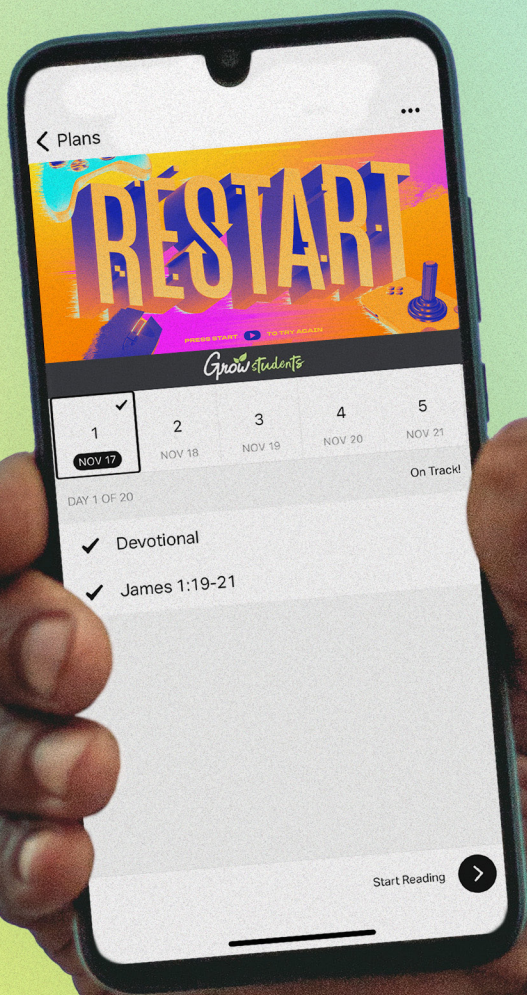 Plans
...
RESTART
PRESS START TO TRY AGAIN
Grow students
1 2 3 4 5
NOV 17 NOV 18 NOV 19 NOV 20 NOV 21
DAY 1 OF 20 On Track!
Devotional
James 1:19-21
Start Reading